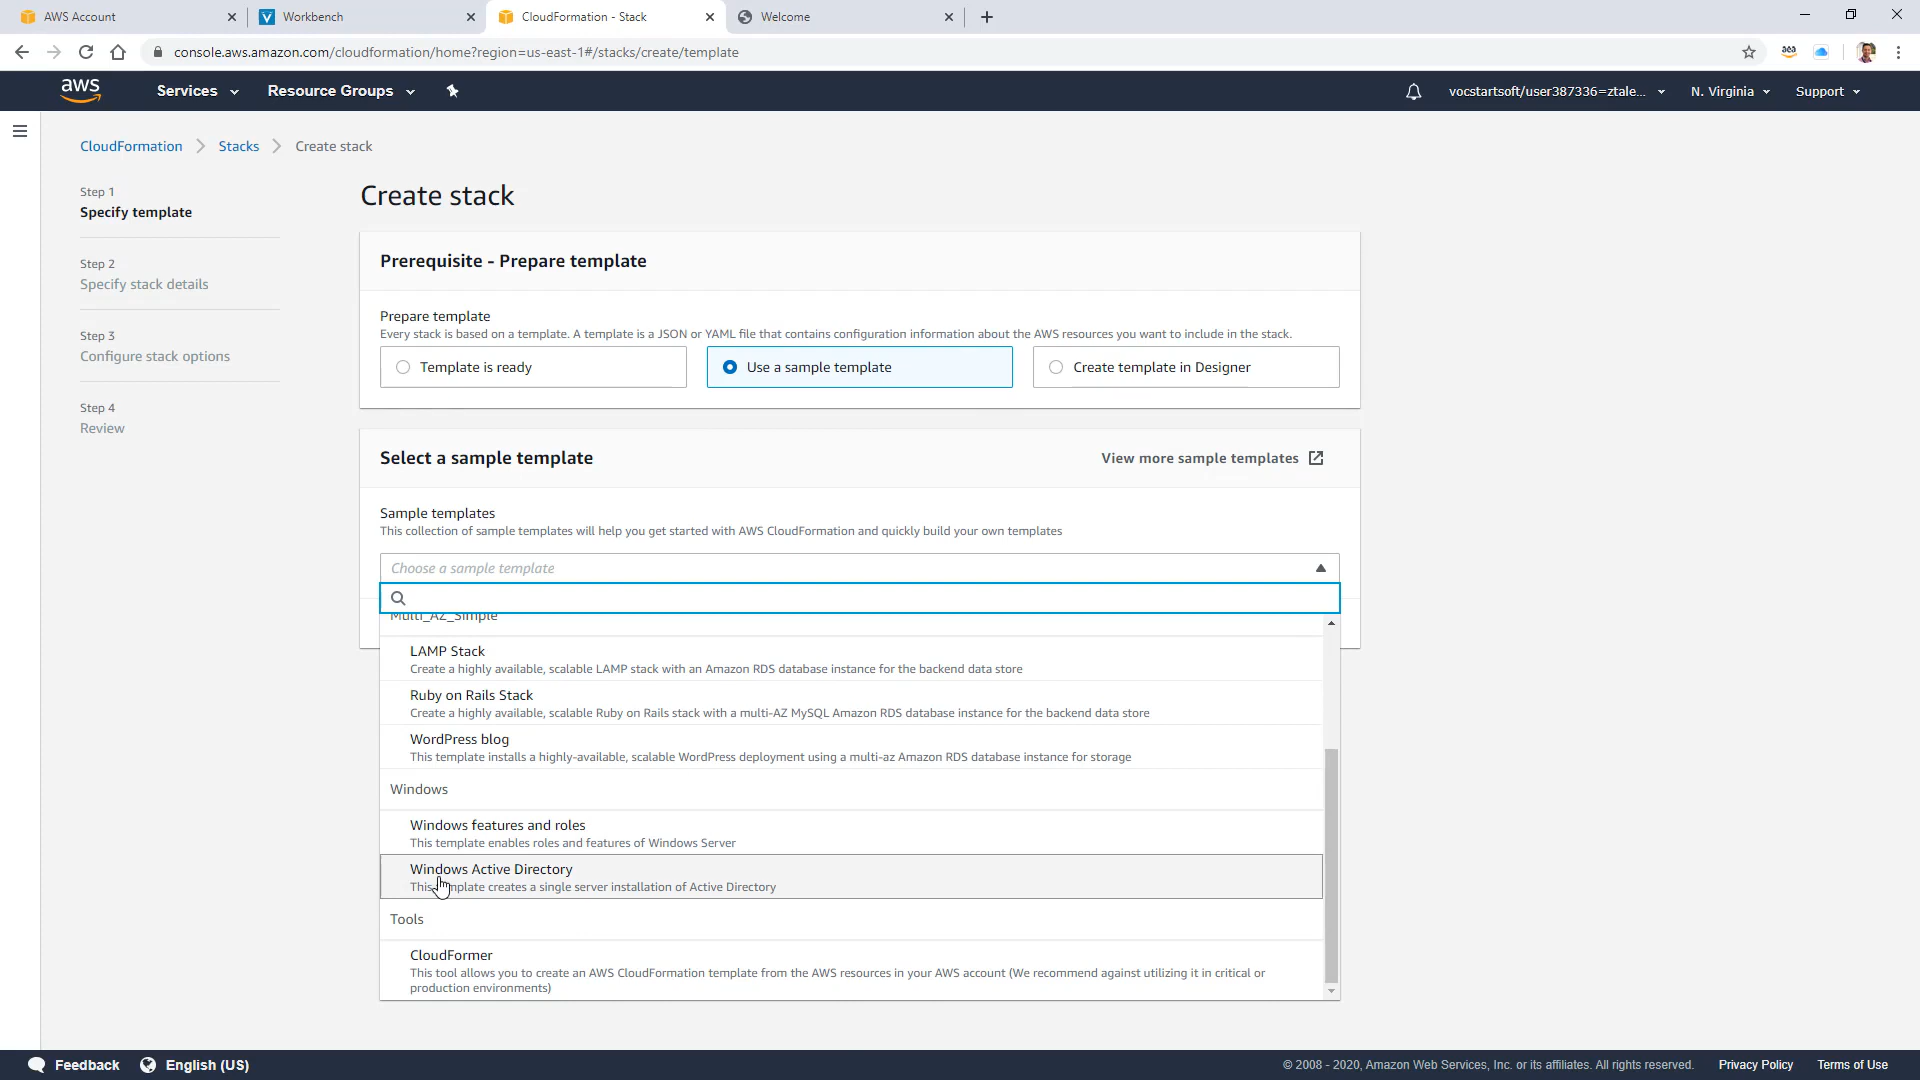 AWS Account
Workbench
CloudFormation - Stack
Welcome
console.aws.amazon.com/cloudformation/home?region=us-east-1#/stacks/create/template
aws
Services
Resource Groups
vocstartsoft/user387336=ztale...
N. Virginia
Support
CloudFormation
Stacks
Create stack
Step 1
Specify template
Step 2
Specify stack details
Step 3
Configure stack options
Step 4
Review
Create stack
Prerequisite - Prepare template
Prepare template
Every stack is based on a template. A template is a JSON or YAML file that contains configuration information about the AWS resources you want to include in the stack.
Template is ready
Use a sample template
Create template in Designer
Select a sample template
View more sample templates
Sample templates
This collection of sample templates will help you get started with AWS CloudFormation and quickly build your own templates
Choose a sample template
Multi_AZ_Simple
LAMP Stack
Create a highly available, scalable LAMP stack with an Amazon RDS database instance for the backend data store
Ruby on Rails Stack
Create a highly available, scalable Ruby on Rails stack with a multi-AZ MySQL Amazon RDS database instance for the backend data store
WordPress blog
This template installs a highly-available, scalable WordPress deployment using a multi-az Amazon RDS database instance for storage
Windows
Windows features and roles
This template enables roles and features of Windows Server
Windows Active Directory
This template creates a single server installation of Active Directory
Tools
CloudFormer
This tool allows you to create an AWS CloudFormation template from the AWS resources in your AWS account (We recommend against utilizing it in critical or
production environments)
Feedback
English (US)
© 2008 - 2020, Amazon Web Services, Inc. or its affiliates. All rights reserved.
Privacy Policy
Terms of Use